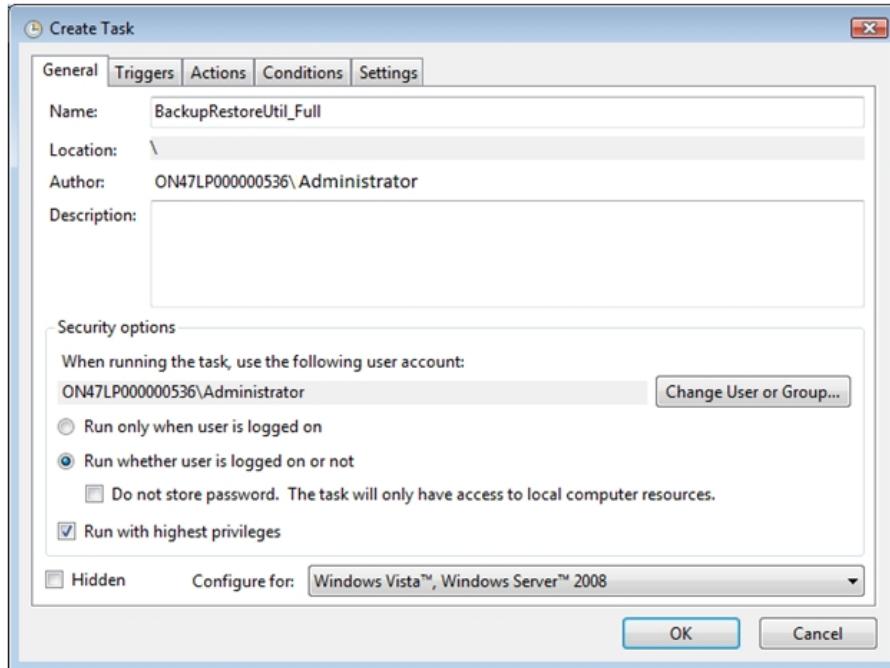 Create Task
General Triggers Actions Conditions Settings
Name: BackupRestoreUtil_Full
Location: \
Author: ON47LP000000536\Administrator
Description:
Security options
When running the task, use the following user account:
ON47LP000000536\Administrator Change User or Group...
Run only when user is logged on
Run whether user is logged on or not
Do not store password. The task will only have access to local computer resources.
Run with highest privileges
Hidden Configure for: Windows Vista™, Windows Server™ 2008
OK Cancel